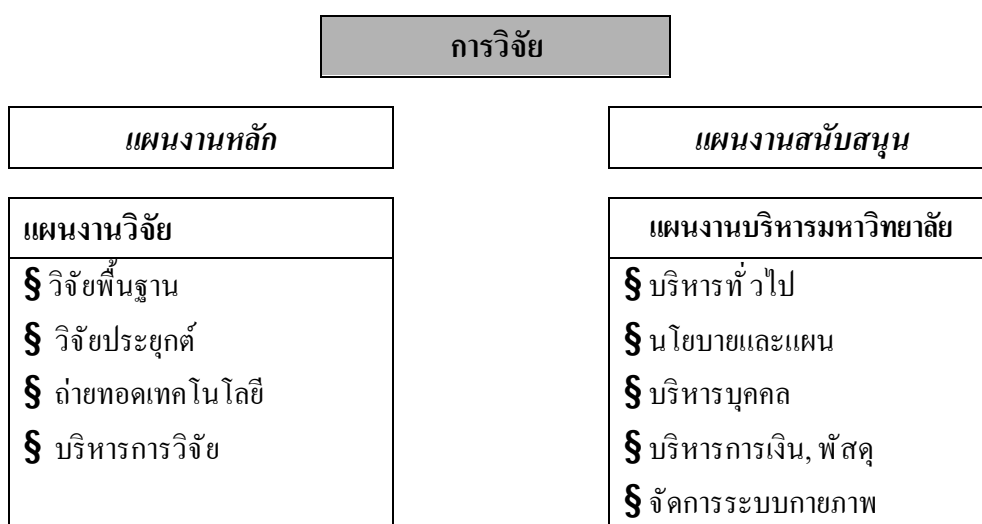 การวิจัย
แผนงานหลัก
แผนงานสนับสนุน
แผนงานวิจัย
§ วิจัยพื้นฐาน
§ วิจัยประยุกต์
§ ถ่ายทอดเทคโนโลยี
§ บริหารการวิจัย
แผนงานบริหารมหาวิทยาลัย
§ บริหารทั่วไป
§ นโยบายและแผน
§ บริหารบุคคล
§ บริหารการเงิน, พัสดุ
§ จัดการระบบกายภาพ